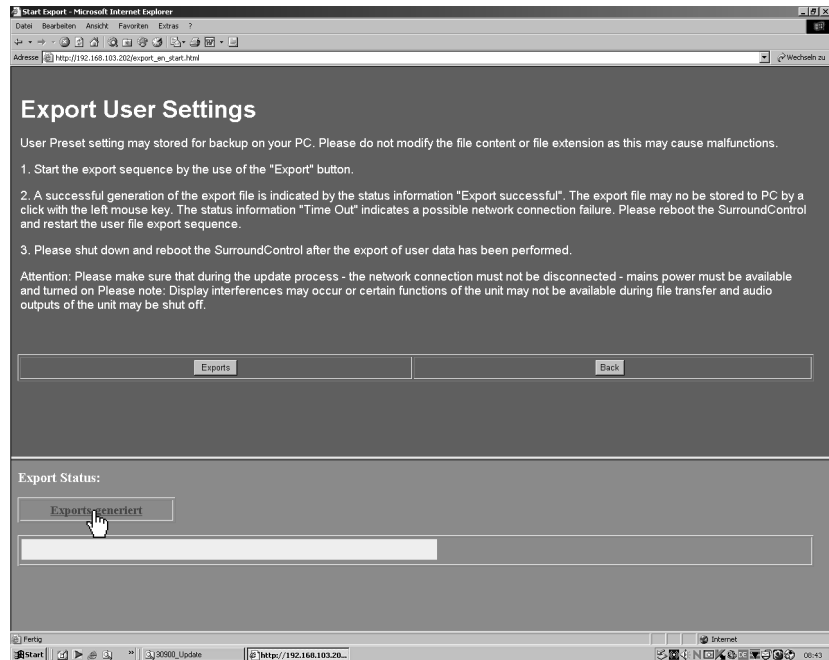 Start Export - Microsoft Internet Explorer
Datei Bearbeiten Ansicht Favoriten Extras ?
Adresse http://192.168.103.202/export_en_start.html Wechseln zu
Export User Settings
User Preset setting may stored for backup on your PC. Please do not modify the file content or file extension as this may cause malfunctions.
1. Start the export sequence by the use of the "Export" button.
2. A successful generation of the export file is indicated by the status information "Export successful". The export file may no be stored to PC by a
click with the left mouse key. The status information "Time Out" indicates a possible network connection failure. Please reboot the SurroundControl
and restart the user file export sequence.
3. Please shut down and reboot the SurroundControl after the export of user data has been performed.
Attention: Please make sure that during the update process - the network connection must not be disconnected - mains power must be available
and turned on Please note: Display interferences may occur or certain functions of the unit may not be available during file transfer and audio
outputs of the unit may be shut off.
Exports Back
Export Status:
Exports generiert
Fertig Internet
Start » 30900_Update http://192.168.103.20... DE 08:43